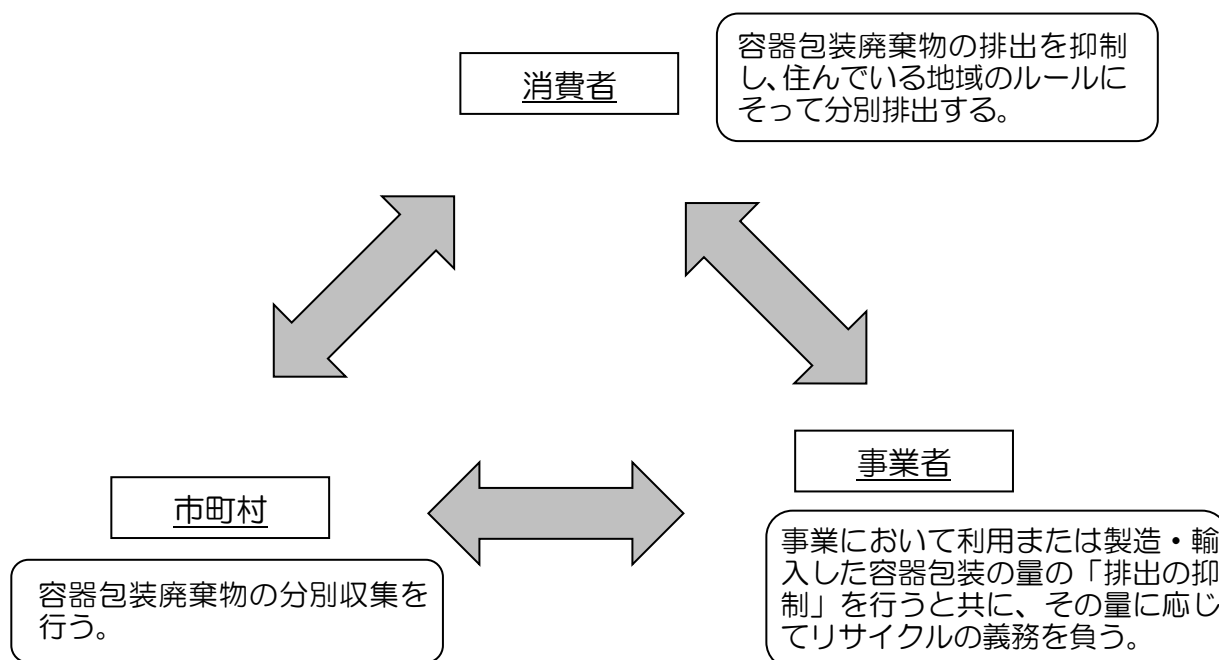 消費者
容器包装廃棄物の排出を抑制
し、住んでいる地域のルールに
そって分別排出する。
市町村
容器包装廃棄物の分別収集を
行う。
事業者
事業において利用または製造・輸
入した容器包装の量の「排出の抑
制」を行うと共に、その量に応じ
てリサイクルの義務を負う。